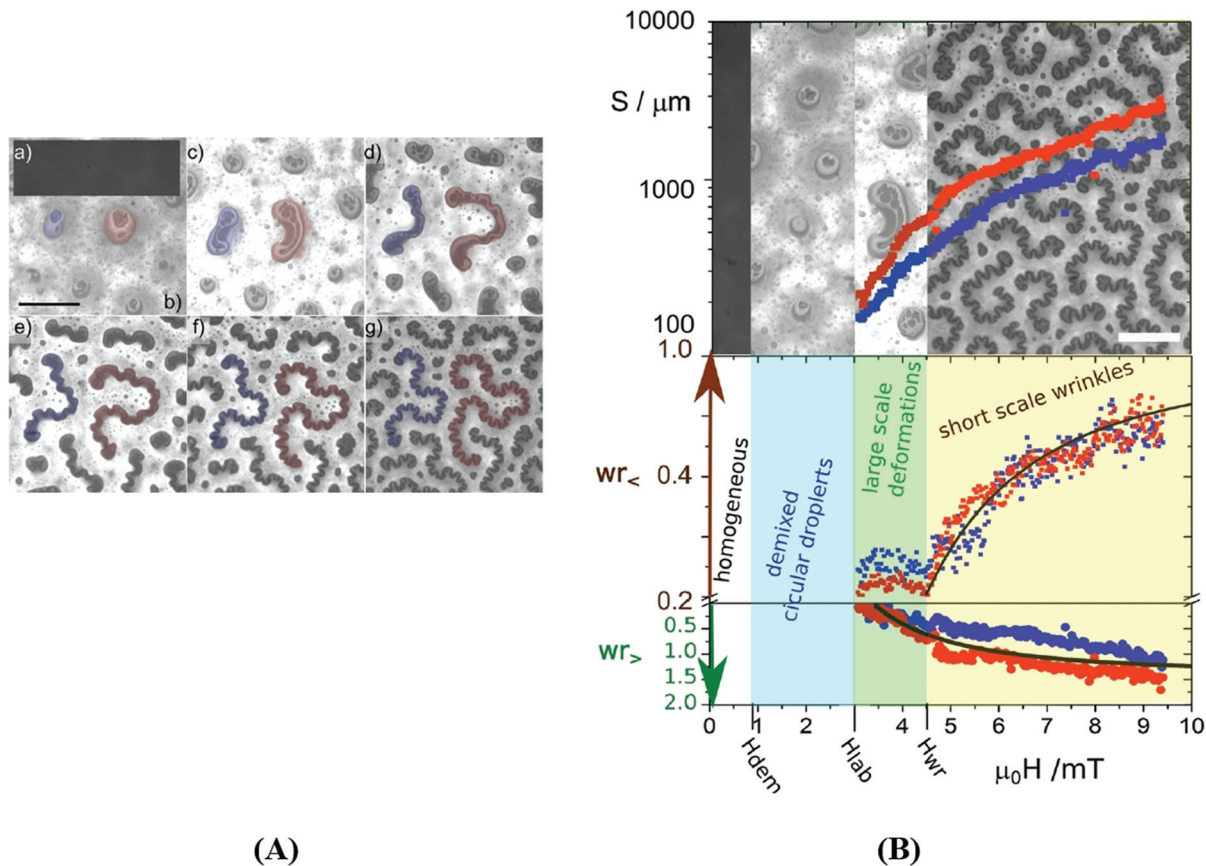 a)
b)
c)
d)
e)
f)
g)
(A)
10000
S / μm
1000
100
1.0
wr<
0.4
0.2
0.5
wr>
1.0
1.5
2.0
homogeneous
demixed
cicular droplerts
large scale
deformations
short scale wrinkles
0 1 2 3 4 5 6 7 8 9 10
Hdem
Hlab
Hwr
μ0H /mT
(B)